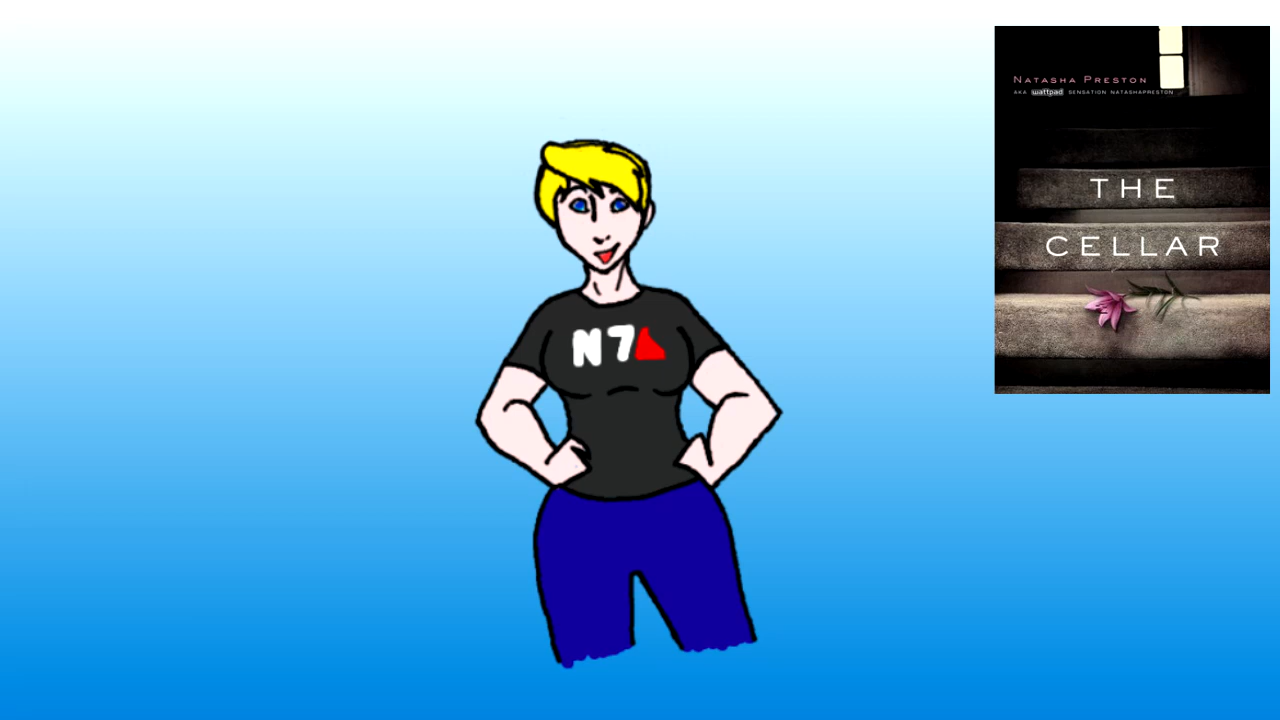 NATASHA PRESTON
AKA wattpad SENSATION NATASHAPRESTON
THE
CELLAR
N7